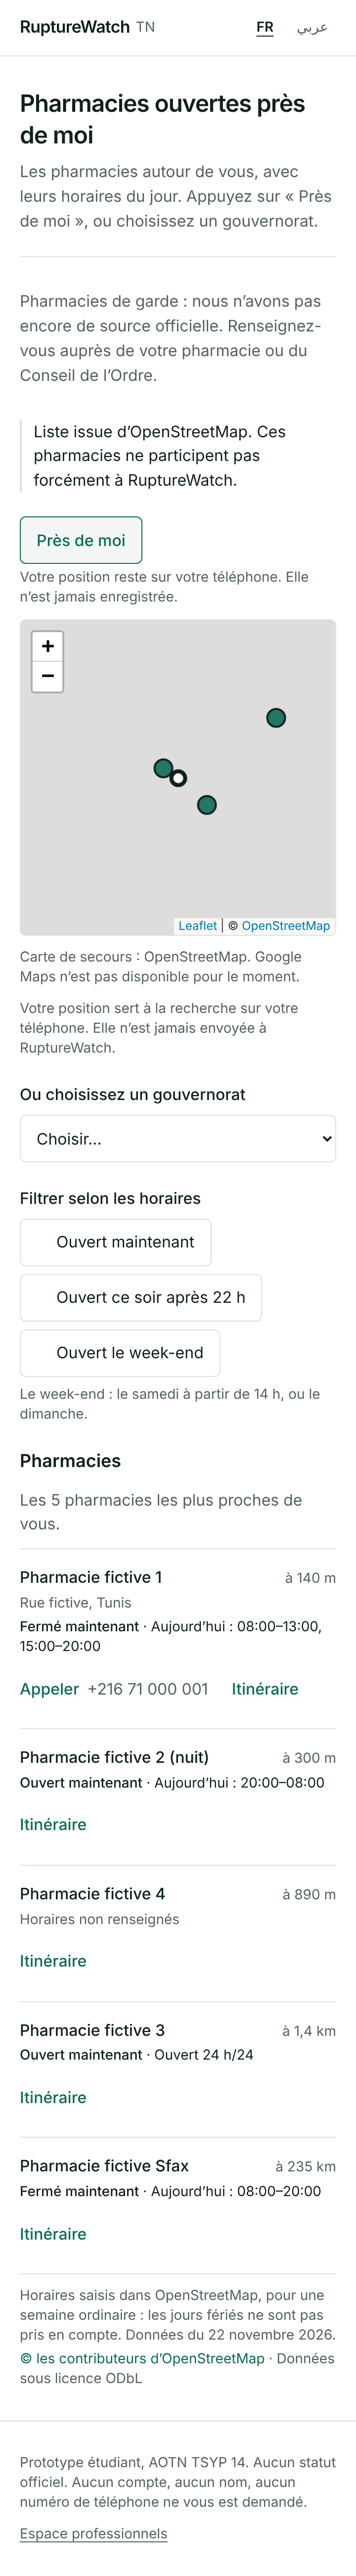 RuptureWatch TN FR عربي
Pharmacies ouvertes près
de moi
Les pharmacies autour de vous, avec
leurs horaires du jour. Appuyez sur « Près
de moi », ou choisissez un gouvernorat.
Pharmacies de garde : nous n’avons pas
encore de source officielle. Renseignez-
vous auprès de votre pharmacie ou du
Conseil de l’Ordre.
Liste issue d’OpenStreetMap. Ces
pharmacies ne participent pas
forcément à RuptureWatch.
Près de moi
Votre position reste sur votre téléphone. Elle
n’est jamais enregistrée.
+
−
Leaflet | © OpenStreetMap
Carte de secours : OpenStreetMap. Google
Maps n’est pas disponible pour le moment.
Votre position sert à la recherche sur votre
téléphone. Elle n’est jamais envoyée à
RuptureWatch.
Ou choisissez un gouvernorat
Choisir…
Filtrer selon les horaires
Ouvert maintenant
Ouvert ce soir après 22 h
Ouvert le week-end
Le week-end : le samedi à partir de 14 h, ou le
dimanche.
Pharmacies
Les 5 pharmacies les plus proches de
vous.
Pharmacie fictive 1 à 140 m
Rue fictive, Tunis
Fermé maintenant · Aujourd’hui : 08:00–13:00,
15:00–20:00
Appeler +216 71 000 001 Itinéraire
Pharmacie fictive 2 (nuit) à 300 m
Ouvert maintenant · Aujourd’hui : 20:00–08:00
Itinéraire
Pharmacie fictive 4 à 890 m
Horaires non renseignés
Itinéraire
Pharmacie fictive 3 à 1,4 km
Ouvert maintenant · Ouvert 24 h/24
Itinéraire
Pharmacie fictive Sfax à 235 km
Fermé maintenant · Aujourd’hui : 08:00–20:00
Itinéraire
Horaires saisis dans OpenStreetMap, pour une
semaine ordinaire : les jours fériés ne sont pas
pris en compte. Données du 22 novembre 2026.
© les contributeurs d’OpenStreetMap · Données
sous licence ODbL
Prototype étudiant, AOTN TSYP 14. Aucun statut
officiel. Aucun compte, aucun nom, aucun
numéro de téléphone ne vous est demandé.
Espace professionnels